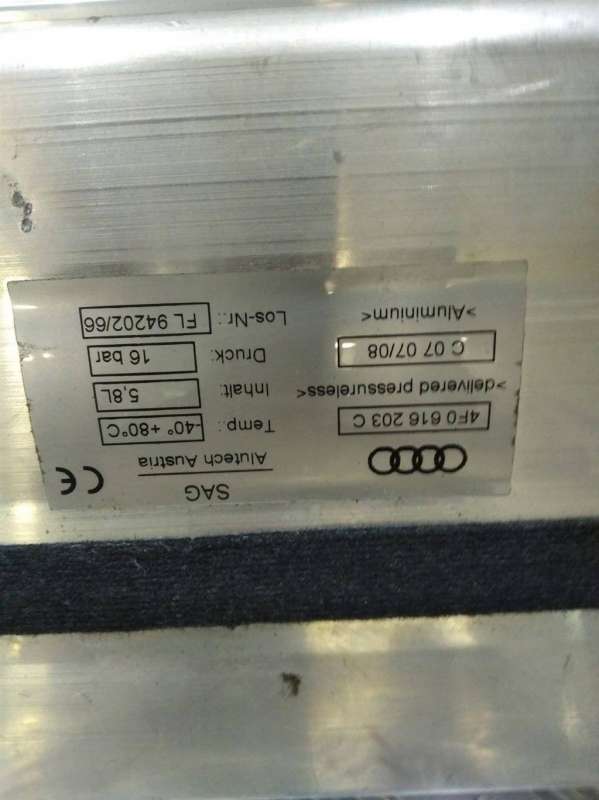 SAG
Alutech Austria
CE
4F0 616 203 C
Temp.: -40° +80°C
>delivered pressureless<
Inhalt: 5,8L
C 07 07/08
Druck: 16 bar
>Aluminium<
Los-Nr.: FL 94202/66